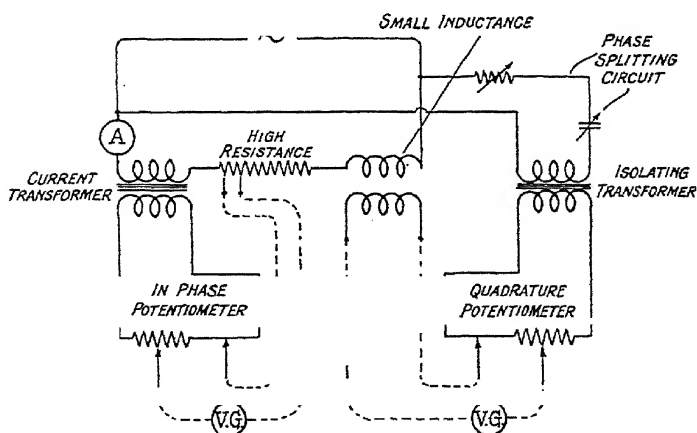 SMALL INDUCTANCE
PHASE
SPLITTING
CIRCUIT
A
HIGH
RESISTANCE
CURRENT
TRANSFORMER
ISOLATING
TRANSFORMER
IN PHASE
POTENTIOMETER
QUADRATURE
POTENTIOMETER
V.G.
V.G.